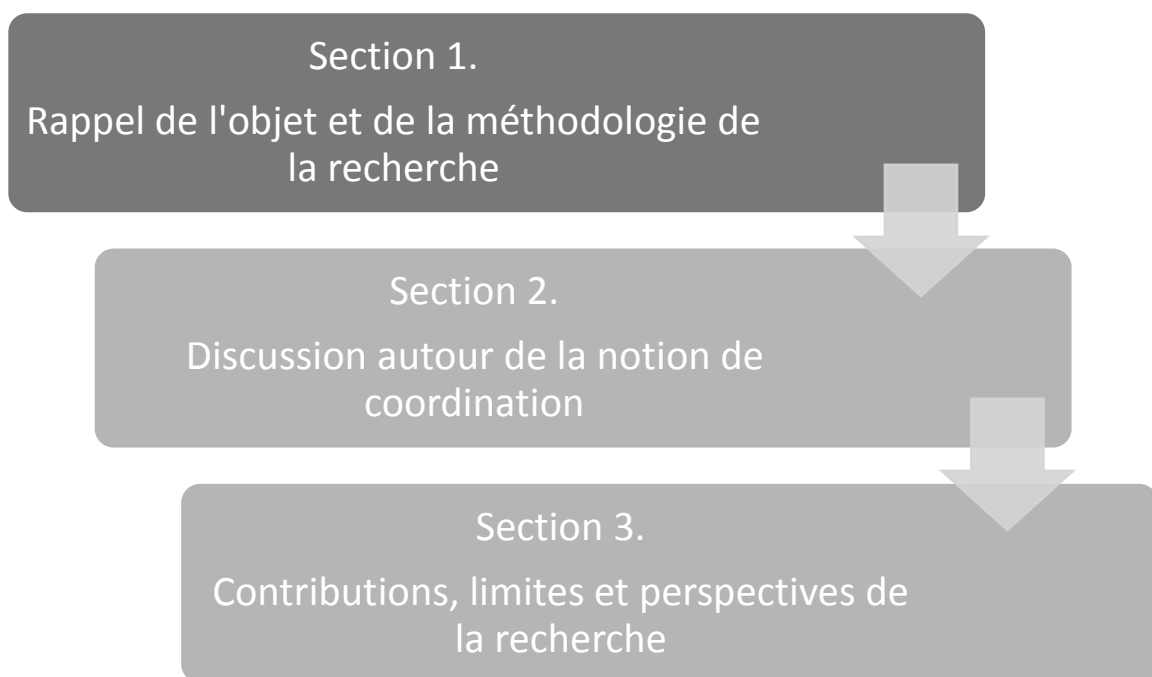 Section 1.
Rappel de l'objet et de la méthodologie de
la recherche
Section 2.
Discussion autour de la notion de
coordination
Section 3.
Contributions, limites et perspectives de
la recherche